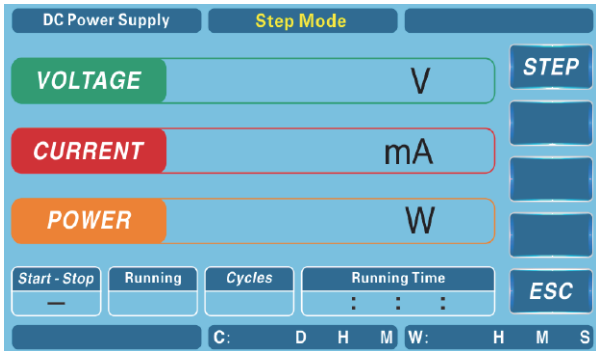 DC Power Supply Step Mode
VOLTAGE V STEP
CURRENT mA
POWER W
Start - Stop Running Cycles Running Time
— : : : ESC
C: D H M W: H M S